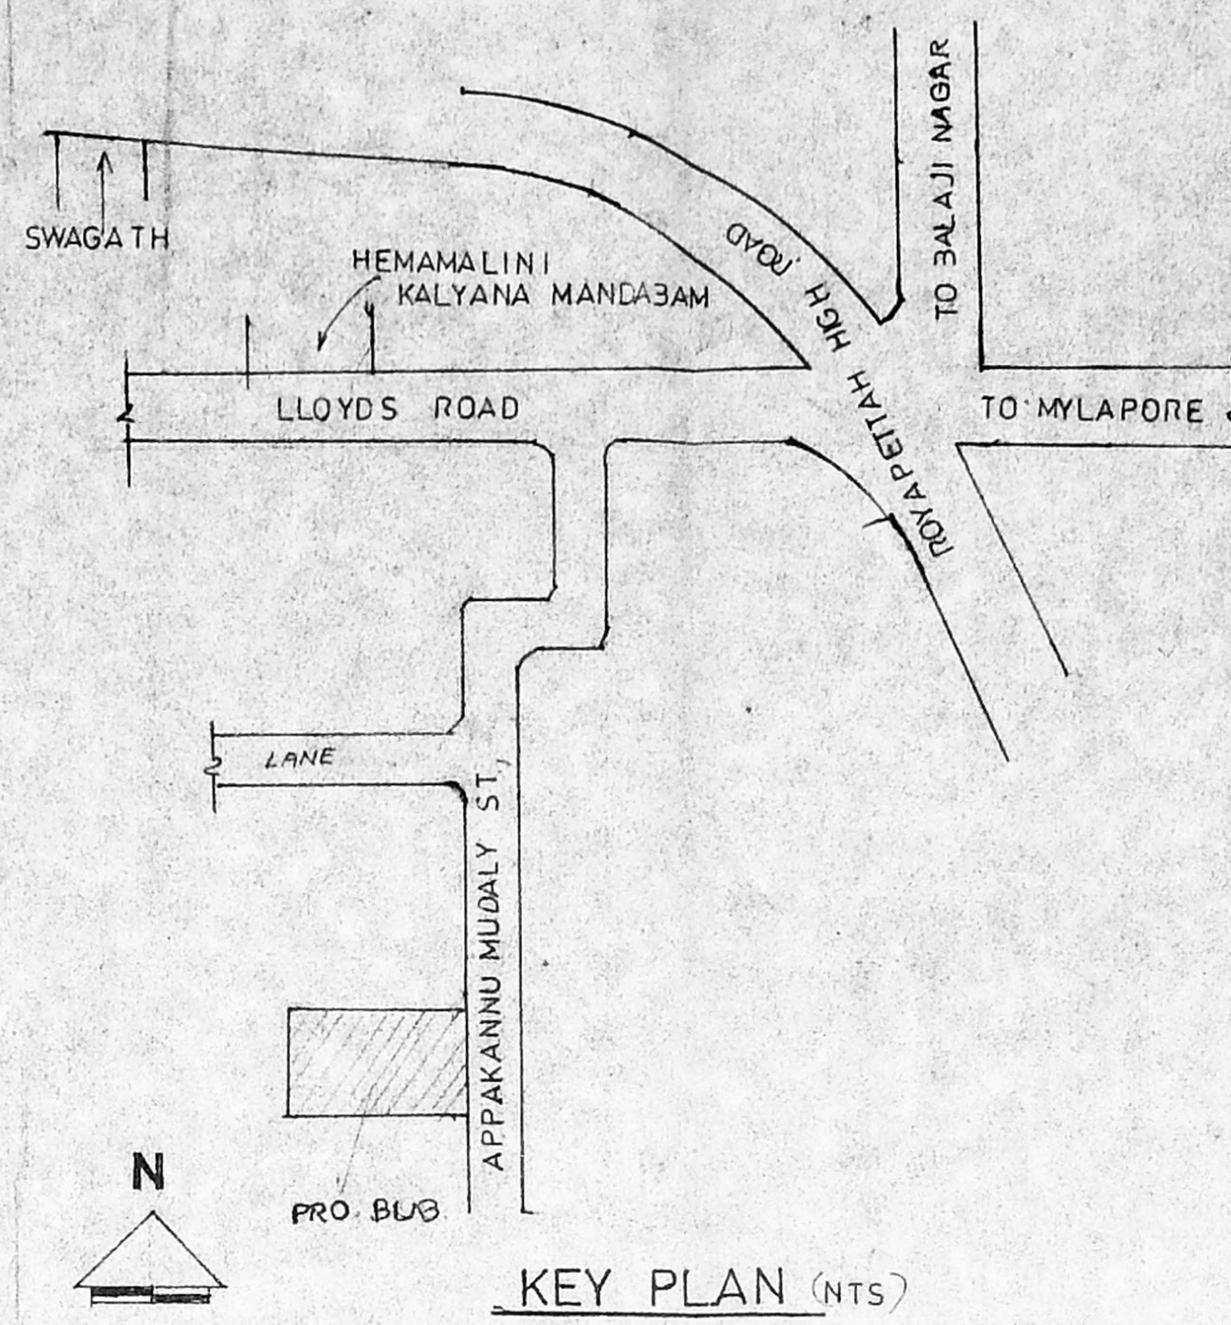 TO BALAJI NAGAR
SWAGATH
HEMAMALINI
KALYANA MANDABAM
ROYAPETTAH HIGH ROAD
LLOYDS ROAD
TO MYLAPORE
LANE
APPAKANNU MUDALY ST.,
PRO BLDB
N
KEY PLAN (NTS)